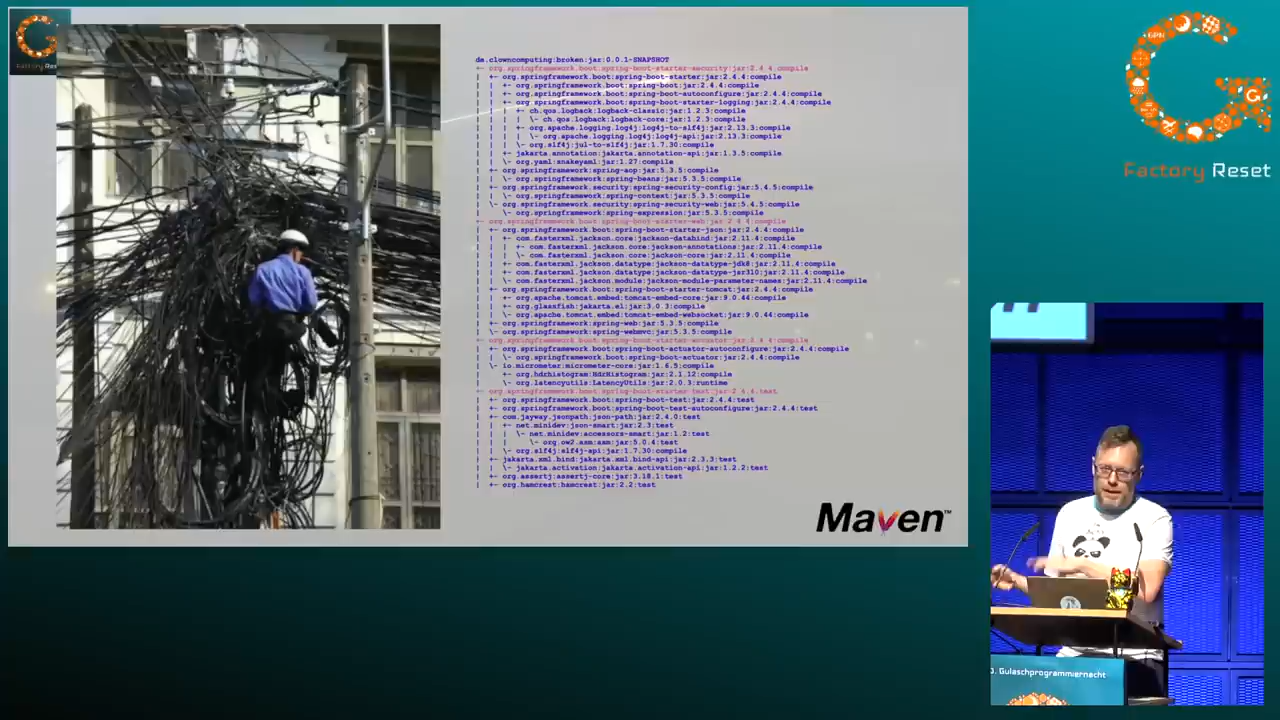 Factory Res
de.clowncomputing:broken:jar:0.0.1-SNAPSHOT
+- org.springframework.boot:spring-boot-starter-security:jar:2.4.4:compile
|  +- org.springframework.boot:spring-boot-starter:jar:2.4.4:compile
|  |  +- org.springframework.boot:spring-boot:jar:2.4.4:compile
|  |  +- org.springframework.boot:spring-boot-autoconfigure:jar:2.4.4:compile
|  |  +- org.springframework.boot:spring-boot-starter-logging:jar:2.4.4:compile
|  |  |  +- ch.qos.logback:logback-classic:jar:1.2.3:compile
|  |  |  |  \- ch.qos.logback:logback-core:jar:1.2.3:compile
|  |  |  +- org.apache.logging.log4j:log4j-to-slf4j:jar:2.13.3:compile
|  |  |  |  \- org.apache.logging.log4j:log4j-api:jar:2.13.3:compile
|  |  |  \- org.slf4j:jul-to-slf4j:jar:1.7.30:compile
|  |  +- jakarta.annotation:jakarta.annotation-api:jar:1.3.5:compile
|  |  \- org.yaml:snakeyaml:jar:1.27:compile
|  +- org.springframework:spring-aop:jar:5.3.5:compile
|  |  \- org.springframework:spring-beans:jar:5.3.5:compile
|  +- org.springframework.security:spring-security-config:jar:5.4.5:compile
|  |  \- org.springframework:spring-context:jar:5.3.5:compile
|  \- org.springframework.security:spring-security-web:jar:5.4.5:compile
|     \- org.springframework:spring-expression:jar:5.3.5:compile
+- org.springframework.boot:spring-boot-starter-web:jar:2.4.4:compile
|  +- org.springframework.boot:spring-boot-starter-json:jar:2.4.4:compile
|  |  +- com.fasterxml.jackson.core:jackson-databind:jar:2.11.4:compile
|  |  |  +- com.fasterxml.jackson.core:jackson-annotations:jar:2.11.4:compile
|  |  |  \- com.fasterxml.jackson.core:jackson-core:jar:2.11.4:compile
|  |  +- com.fasterxml.jackson.datatype:jackson-datatype-jdk8:jar:2.11.4:compile
|  |  +- com.fasterxml.jackson.datatype:jackson-datatype-jsr310:jar:2.11.4:compile
|  |  \- com.fasterxml.jackson.module:jackson-module-parameter-names:jar:2.11.4:compile
|  +- org.springframework.boot:spring-boot-starter-tomcat:jar:2.4.4:compile
|  |  +- org.apache.tomcat.embed:tomcat-embed-core:jar:9.0.44:compile
|  |  +- org.glassfish:jakarta.el:jar:3.0.3:compile
|  |  \- org.apache.tomcat.embed:tomcat-embed-websocket:jar:9.0.44:compile
|  +- org.springframework:spring-web:jar:5.3.5:compile
|  \- org.springframework:spring-webmvc:jar:5.3.5:compile
+- org.springframework.boot:spring-boot-starter-actuator:jar:2.4.4:compile
|  +- org.springframework.boot:spring-boot-actuator-autoconfigure:jar:2.4.4:compile
|  |  \- org.springframework.boot:spring-boot-actuator:jar:2.4.4:compile
|  \- io.micrometer:micrometer-core:jar:1.6.5:compile
|     +- org.hdrhistogram:HdrHistogram:jar:2.1.12:compile
|     \- org.latencyutils:LatencyUtils:jar:2.0.3:runtime
+- org.springframework.boot:spring-boot-starter-test:jar:2.4.4:test
|  +- org.springframework.boot:spring-boot-test:jar:2.4.4:test
|  +- org.springframework.boot:spring-boot-test-autoconfigure:jar:2.4.4:test
|  +- com.jayway.jsonpath:json-path:jar:2.4.0:test
|  |  +- net.minidev:json-smart:jar:2.3:test
|  |  |  \- net.minidev:accessors-smart:jar:1.2:test
|  |  |     \- org.ow2.asm:asm:jar:5.0.4:test
|  |  \- org.slf4j:slf4j-api:jar:1.7.30:compile
|  +- jakarta.xml.bind:jakarta.xml.bind-api:jar:2.3.3:test
|  |  \- jakarta.activation:jakarta.activation-api:jar:1.2.2:test
|  +- org.assertj:assertj-core:jar:3.18.1:test
|  +- org.hamcrest:hamcrest:jar:2.2:test
Maven™
GPN
G
Factory Reset
0. Gulaschprogrammiernacht